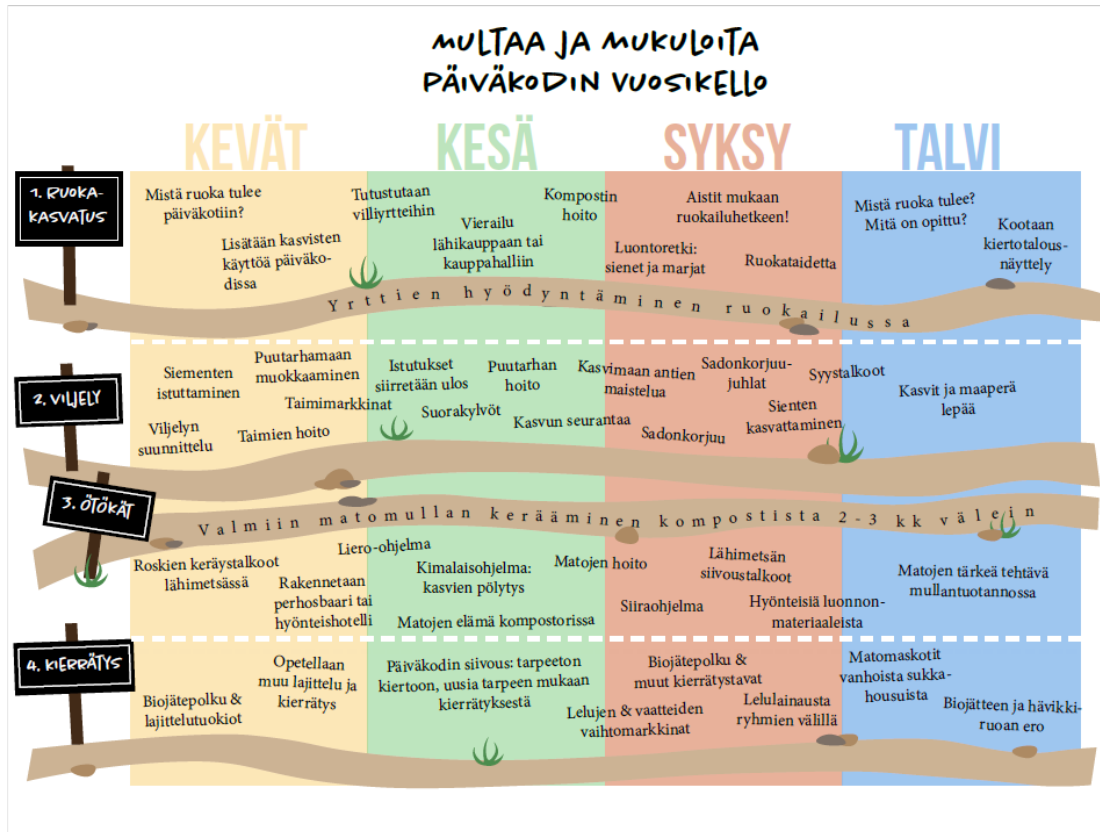 MULTAA JA MUKULOITA
PÄIVÄKODIN VUOSIKELLO
KEVÄT
KESÄ
SYKSY
TALVI
1. RUOKA-
KASVATUS
Mistä ruoka tulee
päiväkotiin?
Lisätään kasvisten
käyttöä päiväko-
dissa
Tutustutaan
villiyrtteihin
Vierailu
lähikauppaan tai
kauppahalliin
Kompostin
hoito
Aistit mukaan
ruokailuhetkeen!
Luontoretki:
sienet ja marjat
Ruokataidetta
Mistä ruoka tulee?
Mitä on opittu?
Kootaan
kiertotalous-
näyttely
Yrttien hyödyntäminen ruokailussa
2. VILJELY
Siementen
istuttaminen
Puutarhamaan
muokkaaminen
Taimimarkkinat
Viljelyn
suunnittelu
Taimien hoito
Istutukset
siirretään ulos
Puutarhan
hoito
Suorakylvöt
Kasvun seurantaa
Kasvimaan antien
maistelua
Sadonkorjuu-
juhlat
Syystalkoot
Sienten
kasvattaminen
Sadonkorjuu
Kasvit ja maaperä
lepää
3. ÖTÖKÄT
Valmiin matomullan kerääminen kompostista 2-3 kk välein
Roskien keräystalkoot
lähimetsässä
Liero-ohjelma
Rakennetaan
perhosbaari tai
hyönteishotelli
Kimalaisohjelma:
kasvien pölytys
Matojen elämä kompostorissa
Matojen hoito
Lähimetsän
siivoustalkoot
Siiraohjelma
Hyönteisiä luonnon-
materiaaleista
Matojen tärkeä tehtävä
mullantuotannossa
4. KIERRÄTYS
Biojätepolku &
lajittelutuokiot
Opetellaan
muu lajittelu ja
kierrätys
Päiväkodin siivous: tarpeeton
kiertoon, uusia tarpeen mukaan
kierrätyksestä
Lelujen & vaatteiden
vaihtomarkkinat
Biojätepolku &
muut kierrätystavat
Lelulainausta
ryhmien välillä
Matomaskotit
vanhoista sukka-
housuista
Biojätteen ja hävikki-
ruoan ero